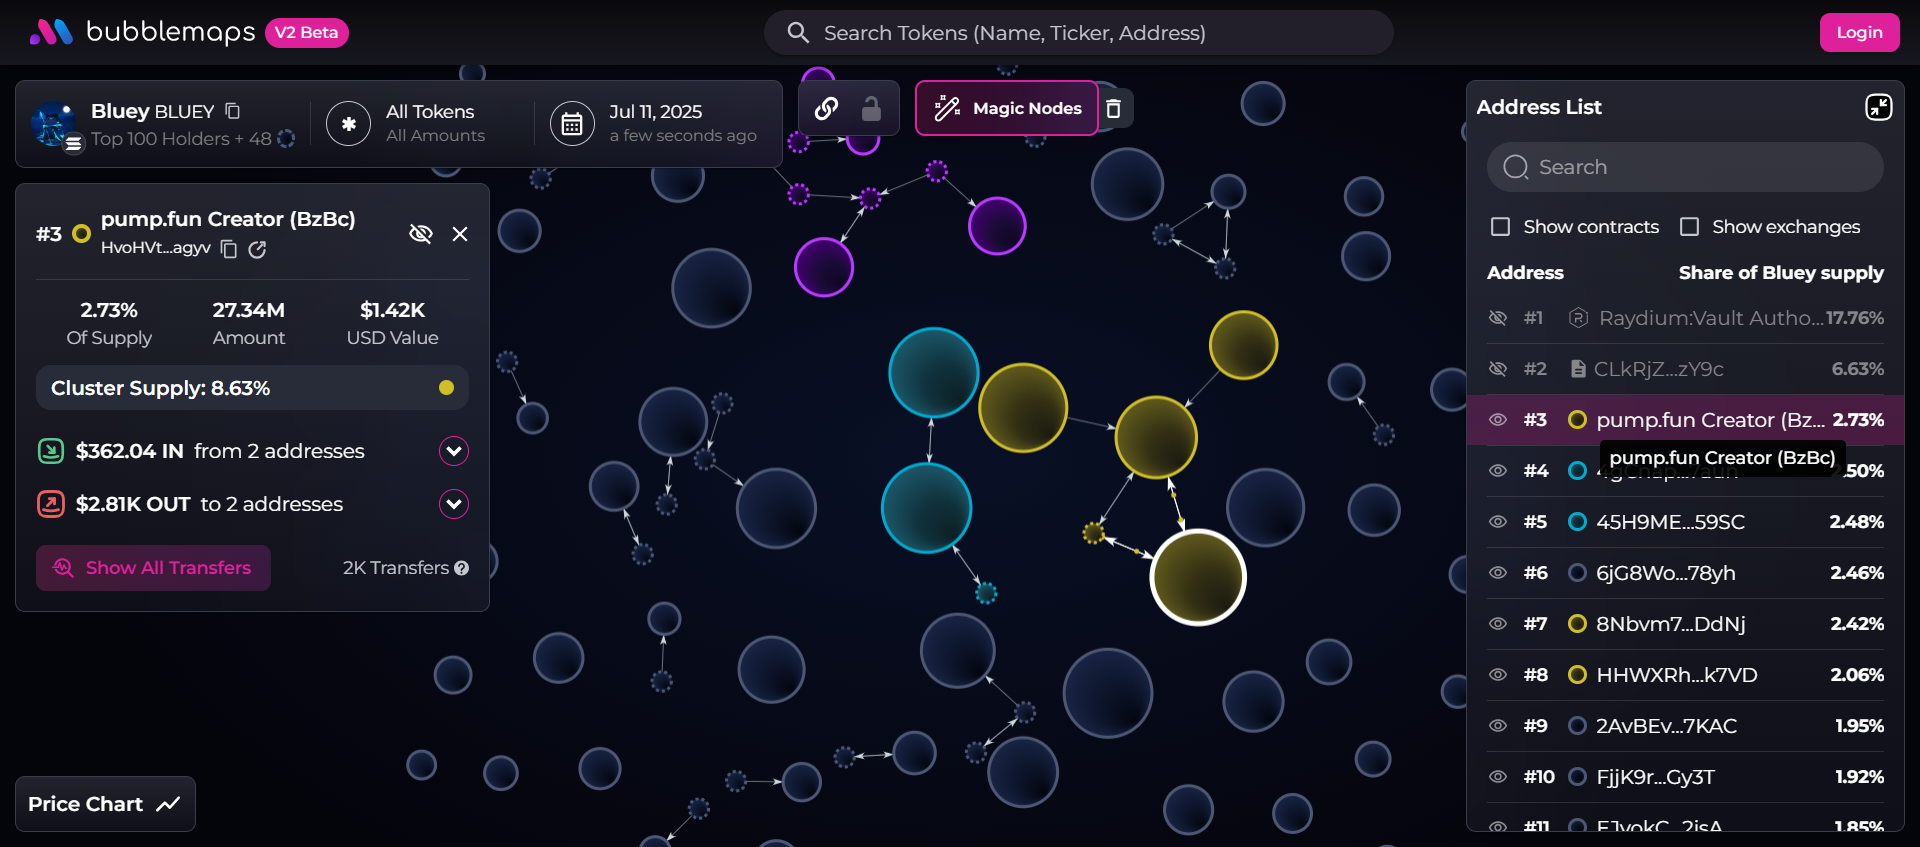 bubblemaps V2 Beta
Search Tokens (Name, Ticker, Address)
Login
Bluey BLUEY
Top 100 Holders + 48
All Tokens
All Amounts
Jul 11, 2025
a few seconds ago
Magic Nodes
#3 pump.fun Creator (BzBc)
HvoHVt...agyv
2.73% 27.34M $1.42K
Of Supply Amount USD Value
Cluster Supply: 8.63%
$362.04 IN from 2 addresses
$2.81K OUT to 2 addresses
Show All Transfers 2K Transfers
Price Chart
Address List
Search
Show contracts Show exchanges
Address Share of Bluey supply
#1 Raydium:Vault Autho...17.76%
#2 CLkRjZ...zY9c 6.63%
#3 pump.fun Creator (Bz... 2.73%
pump.fun Creator (BzBc)
#4 .50%
#5 45H9ME...59SC 2.48%
#6 6jG8Wo...78yh 2.46%
#7 8Nbvm7...DdNj 2.42%
#8 HHWXRh...k7VD 2.06%
#9 2AvBEv...7KAC 1.95%
#10 FjjK9r...Gy3T 1.92%
#11 1.85%